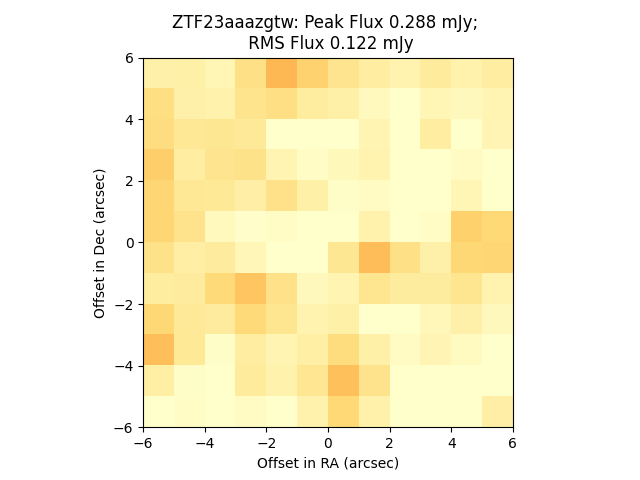 ZTF23aaazgtw: Peak Flux 0.288 mJy;
RMS Flux 0.122 mJy
6
4
2
0
−2
−4
−6
Offset in Dec (arcsec)
−6 −4 −2 0 2 4 6
Offset in RA (arcsec)